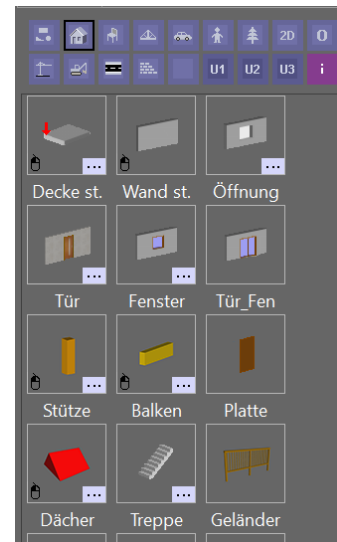 2D 0
U1 U2 U3 i
Decke st. Wand st. Öffnung
Tür Fenster Tür_Fen
Stütze Balken Platte
Dächer Treppe Geländer